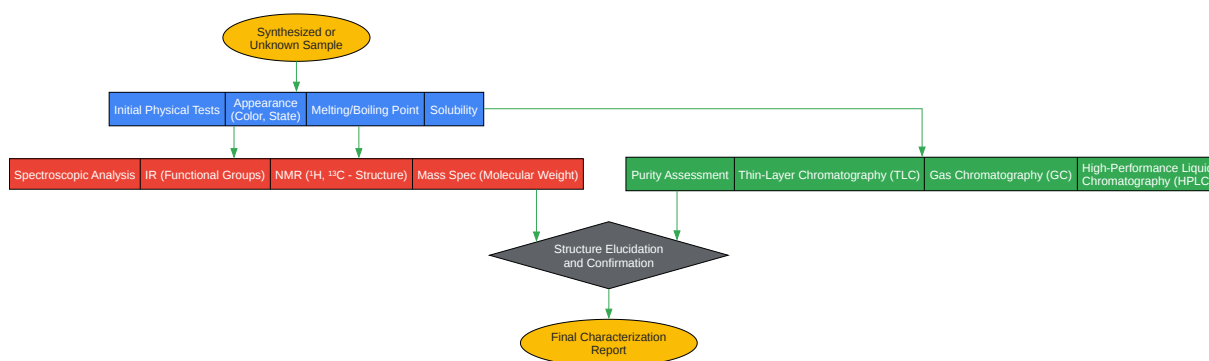 Synthesized or
Unknown Sample
Initial Physical Tests
Appearance
(Color, State)
Melting/Boiling Point
Solubility
Spectroscopic Analysis
IR (Functional Groups)
NMR (¹H, ¹³C - Structure)
Mass Spec (Molecular Weight)
Purity Assessment
Thin-Layer Chromatography (TLC)
Gas Chromatography (GC)
High-Performance Liquid
Chromatography (HPLC
Structure Elucidation
and Confirmation
Final Characterization
Report